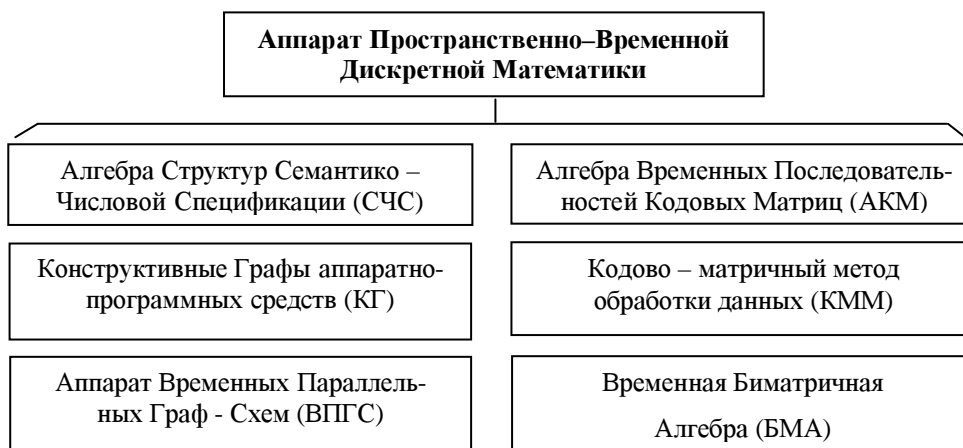 Аппарат Пространственно–Временной
Дискретной Математики
Алгебра Структур Семантико –
Числовой Спецификации (СЧС)
Алгебра Временных Последователь-
ностей Кодовых Матриц (АКМ)
Конструктивные Графы аппаратно-
программных средств (КГ)
Кодово – матричный метод
обработки данных (КММ)
Аппарат Временных Параллель-
ных Граф - Схем (ВПГС)
Временная Биматричная
Алгебра (БМА)